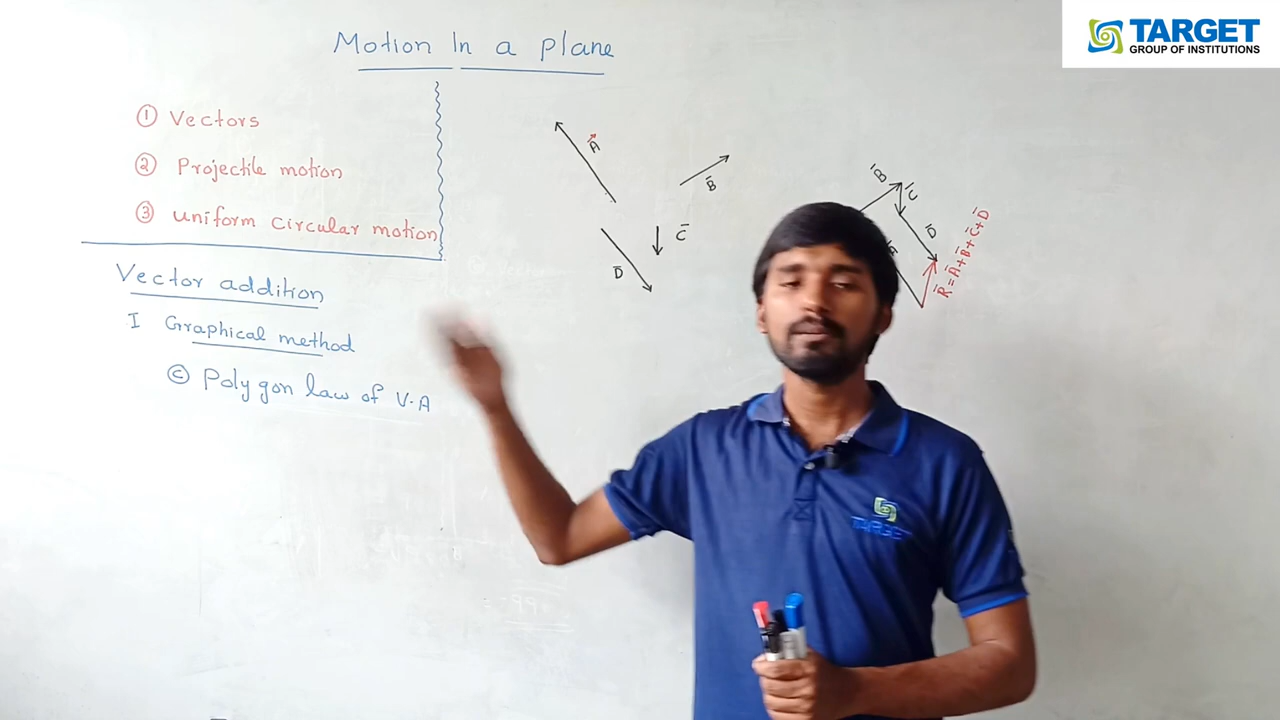 TARGET
GROUP OF INSTITUTIONS
Motion In a plane
① Vectors
② Projectile motion
③ uniform circular motion
Vector addition
I Graphical method
ⓒ Polygon law of V.A
A⃗
B̄
C̄
D̄
B̄
C̄
D̄
Ā
R̄ = Ā+B̄+C̄+D̄
TARGET